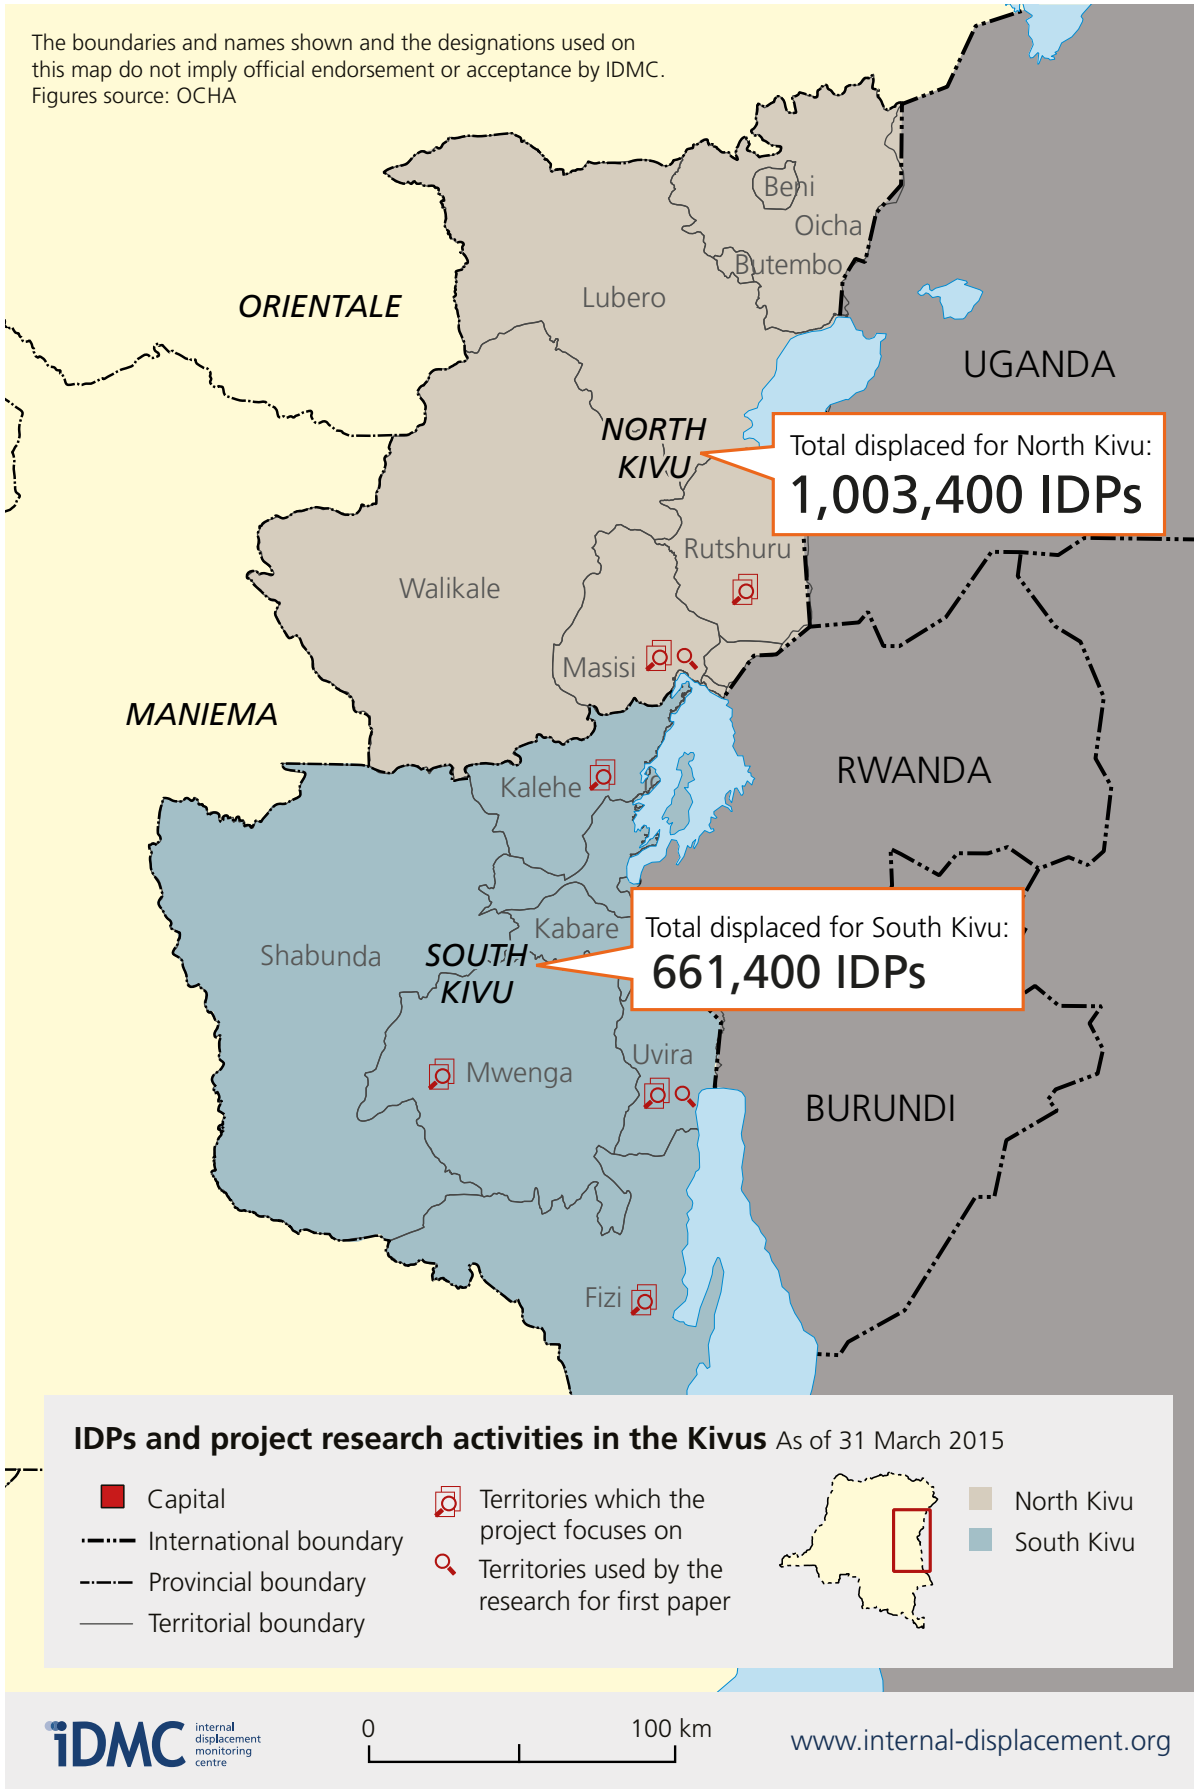 The boundaries and names shown and the designations used on
this map do not imply official endorsement or acceptance by IDMC.
Figures source: OCHA
Beni
Oicha
Butembo
Lubero
ORIENTALE
UGANDA
NORTH
KIVU
Total displaced for North Kivu:
1,003,400 IDPs
Rutshuru
Walikale
Masisi
MANIEMA
RWANDA
Kalehe
Kabare
Total displaced for South Kivu:
661,400 IDPs
Shabunda
SOUTH
KIVU
Uvira
Mwenga
BURUNDI
Fizi
IDPs and project research activities in the Kivus As of 31 March 2015
Capital
International boundary
Provincial boundary
Territorial boundary
Territories which the
project focuses on
Territories used by the
research for first paper
North Kivu
South Kivu
iDMC
internal
displacement
monitoring
centre
0
100 km
www.internal-displacement.org